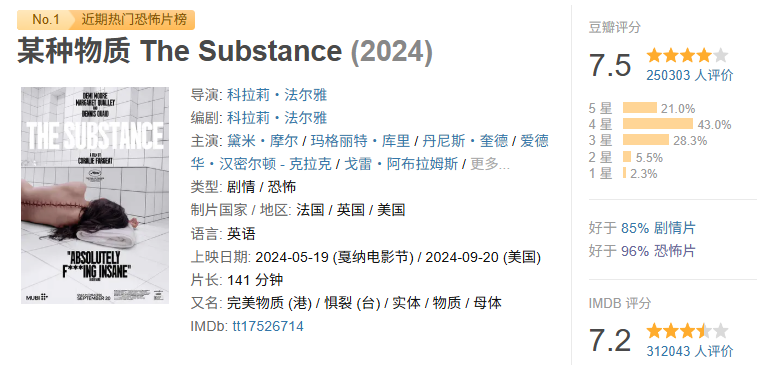 No.1 近期热门恐怖片榜
某种物质 The Substance (2024)
DEMI MOORE
MARGARET QUALLEY
AND
DENNIS QUAID
THE SUBSTANCE
A FILM BY
CORALIE FARGEAT
"ABSOLUTELY
F***ING INSANE"
MUBI
SEPTEMBER 20
导演: 科拉莉·法尔雅
编剧: 科拉莉·法尔雅
主演: 黛米·摩尔 / 玛格丽特·库里 / 丹尼斯·奎德 / 爱德
华·汉密尔顿 - 克拉克 / 戈雷·阿布拉姆斯 / 更多...
类型: 剧情 / 恐怖
制片国家 / 地区: 法国 / 英国 / 美国
语言: 英语
上映日期: 2024-05-19 (戛纳电影节) / 2024-09-20 (美国)
片长: 141 分钟
又名: 完美物质 (港) / 惧裂 (台) / 实体 / 物质 / 母体
IMDb: tt17526714
豆瓣评分
7.5
250303 人评价
5 星 21.0%
4 星 43.0%
3 星 28.3%
2 星 5.5%
1 星 2.3%
好于 85% 剧情片
好于 96% 恐怖片
IMDB 评分
7.2
312043 人评价